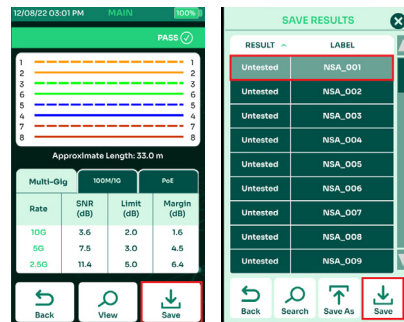 12/08/22 03:01 PM MAIN 100%
PASS
1 1
2 2
3 3
6 6
5 5
4 4
7 7
8 8
Approximate Length: 33.0 m
Multi-Gig 100M/1G PoE
Rate SNR (dB) Limit (dB) Margin (dB)
10G 3.6 2.0 1.6
5G 7.5 3.0 4.5
2.5G 11.4 5.0 6.4
Back View Save
SAVE RESULTS
RESULT LABEL
Untested NSA_001
Untested NSA_002
Untested NSA_003
Untested NSA_004
Untested NSA_005
Untested NSA_006
Untested NSA_007
Untested NSA_008
Untested NSA_009
Back Search Save As Save